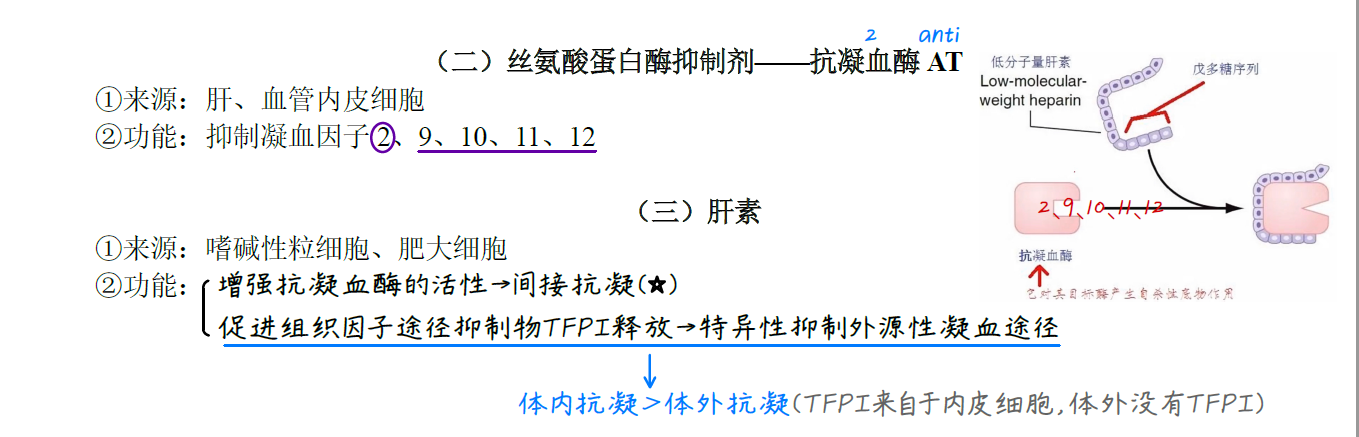 2 anti
（二）丝氨酸蛋白酶抑制剂——抗凝血酶 AT
①来源：肝、血管内皮细胞
②功能：抑制凝血因子②、9、10、11、12
低分子量肝素
Low-molecular-
weight heparin
戊多糖序列
2、9、10、11、12
抗凝血酶
它对其目标酶产生自杀性底物作用
（三）肝素
①来源：嗜碱性粒细胞、肥大细胞
②功能：增强抗凝血酶的活性→间接抗凝(★)
促进组织因子途径抑制物TFPI释放→特异性抑制外源性凝血途径
体内抗凝>体外抗凝(TFPI来自于内皮细胞,体外没有TFPI)